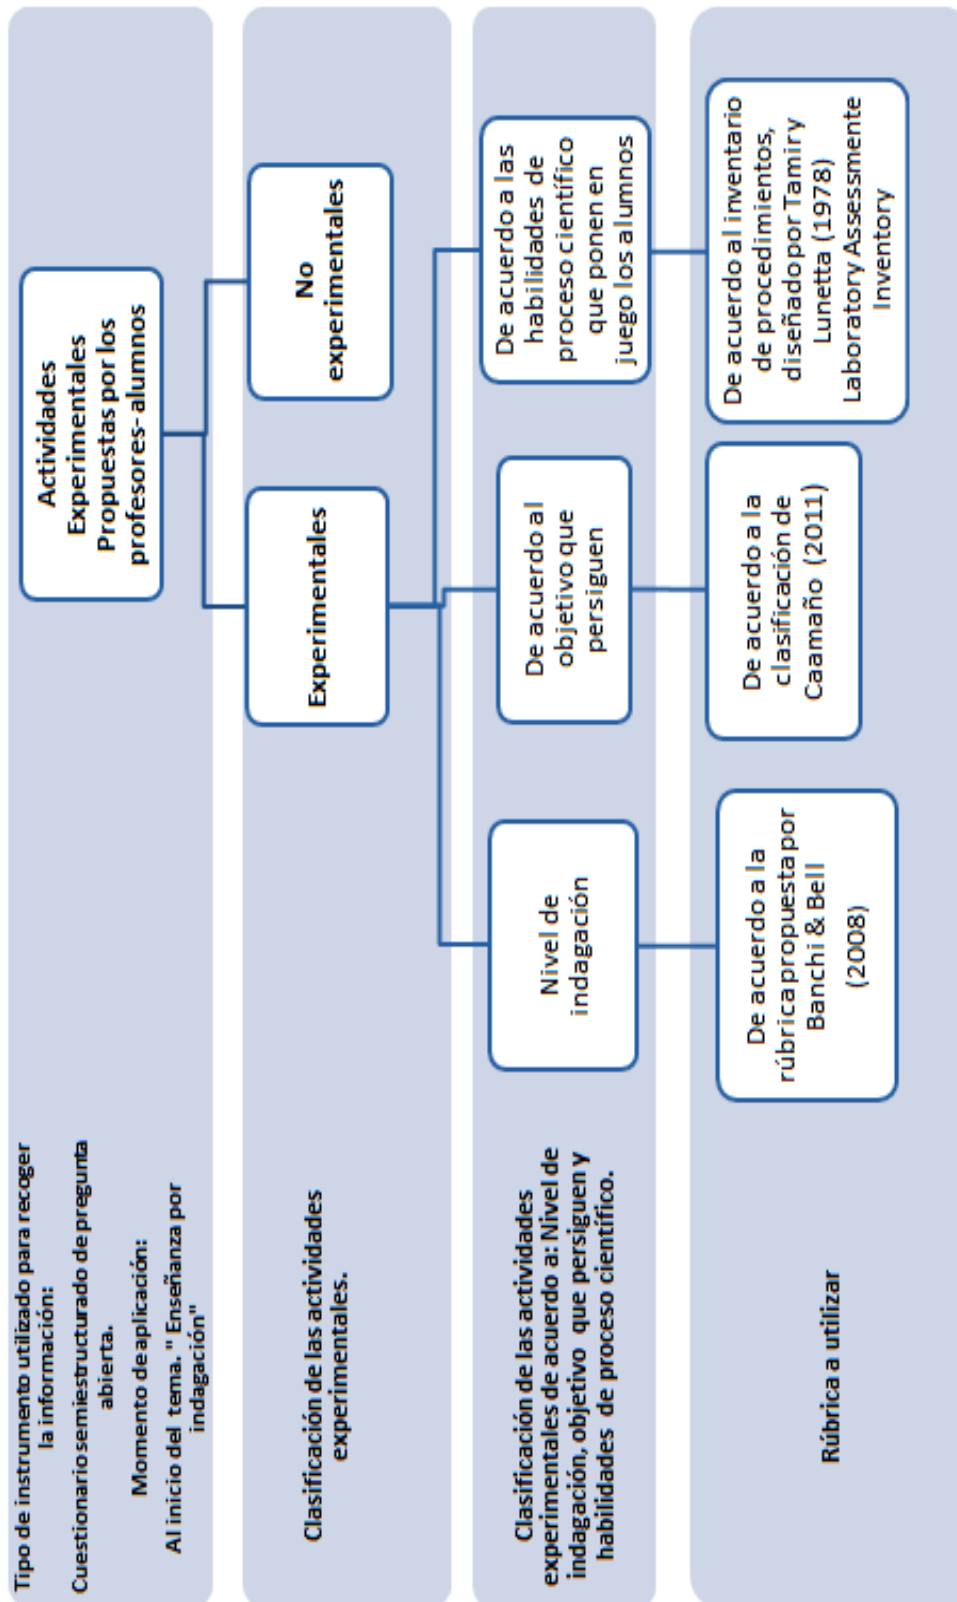 Tipo de instrumento utilizado para recoger
la información:
Cuestionario semiestructurado de pregunta
abierta.
Momento de aplicación:
Al inicio del tema. " Enseñanza por
indagación"
Actividades
Experimentales
Propuestas por los
profesores- alumnos
Clasificación de las actividades
experimentales.
Experimentales
No
experimentales
Clasificación de las actividades
experimentales de acuerdo a: Nivel de
indagación, objetivo que persiguen y
habilidades de proceso científico.
Nivel de
indagación
De acuerdo al
objetivo que
persiguen
De acuerdo a las
habilidades de
proceso científico
que ponen en
juego los alumnos
Rúbrica a utilizar
De acuerdo a la
rúbrica propuesta por
Banchi & Bell
(2008)
De acuerdo a la
clasificación de
Caamaño (2011)
De acuerdo al inventario
de procedimientos,
diseñado por Tamir y
Lunetta (1978)
Laboratory Assessmente
Inventory